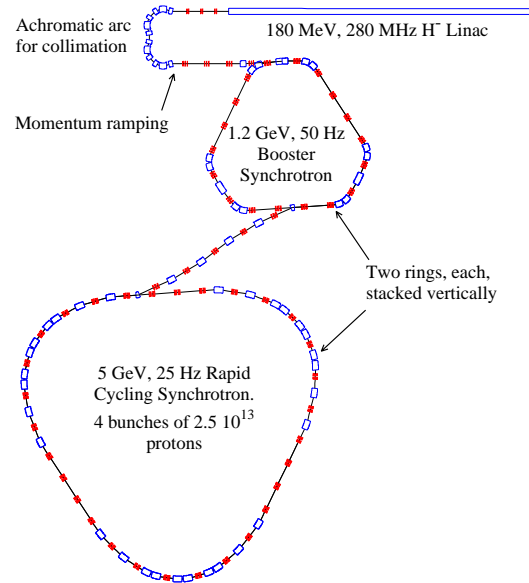 Achromatic arc
for collimation
180 MeV, 280 MHz H⁻ Linac
Momentum ramping
1.2 GeV, 50 Hz
Booster
Synchrotron
Two rings, each,
stacked vertically
5 GeV, 25 Hz Rapid
Cycling Synchrotron.
4 bunches of 2.5 10¹³
protons